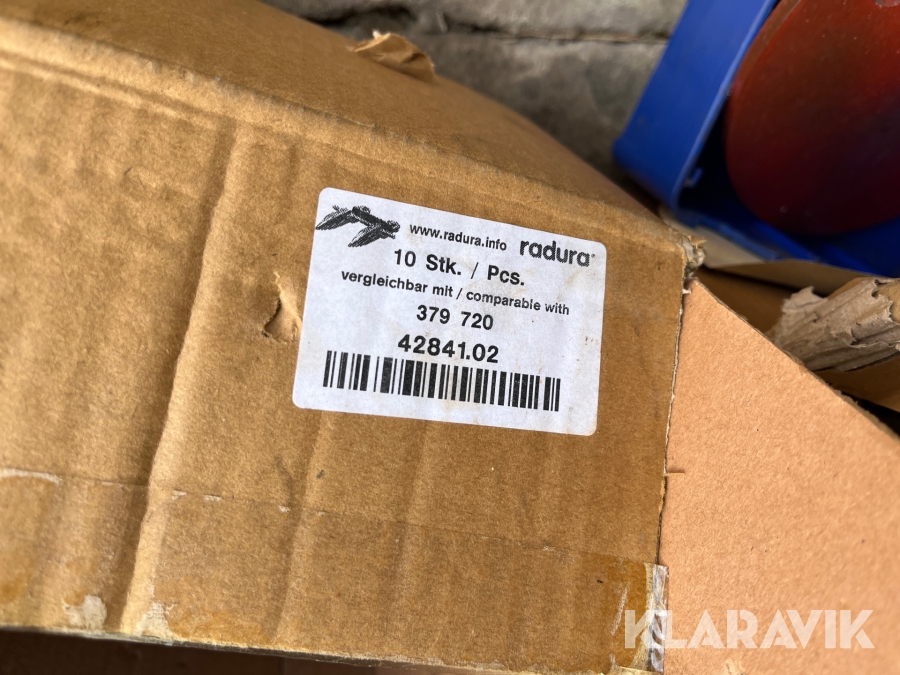 www.radura.info radura
10 Stk. / Pcs.
vergleichbar mit / comparable with
379 720
42841.02
KLARAVIK